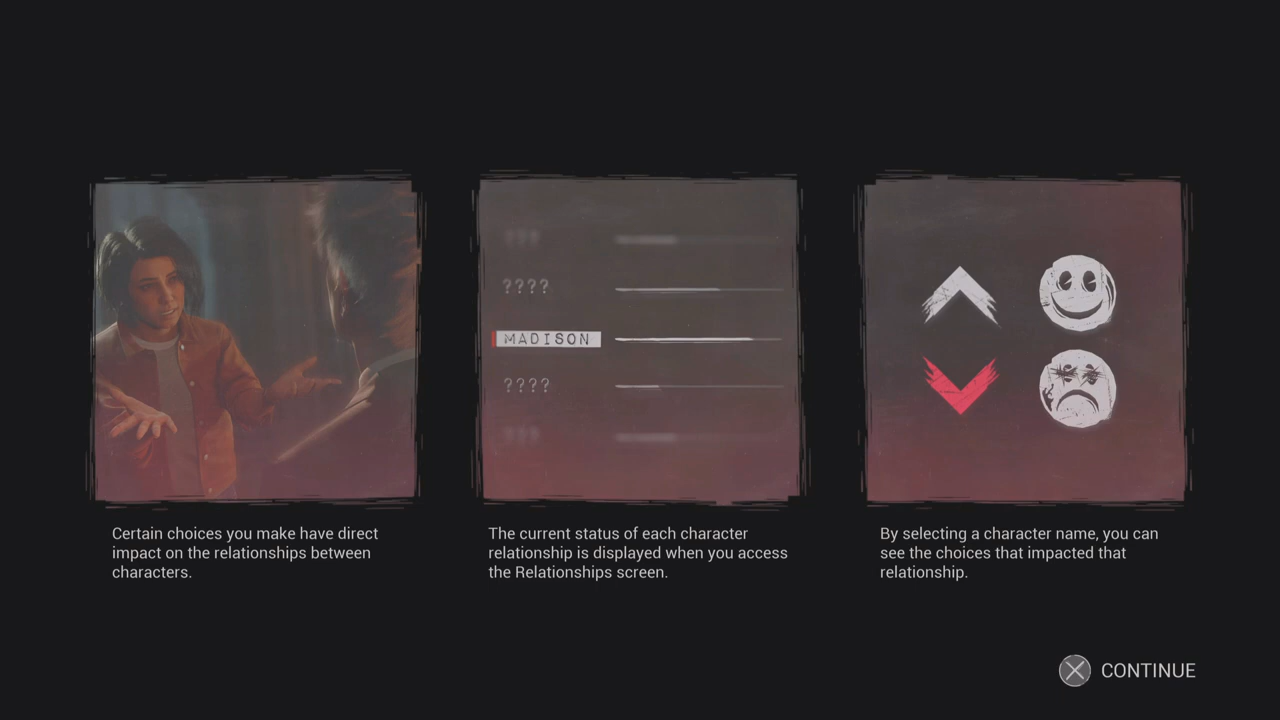 ????
MADISON
????
Certain choices you make have direct
impact on the relationships between
characters.
The current status of each character
relationship is displayed when you access
the Relationships screen.
By selecting a character name, you can
see the choices that impacted that
relationship.
CONTINUE